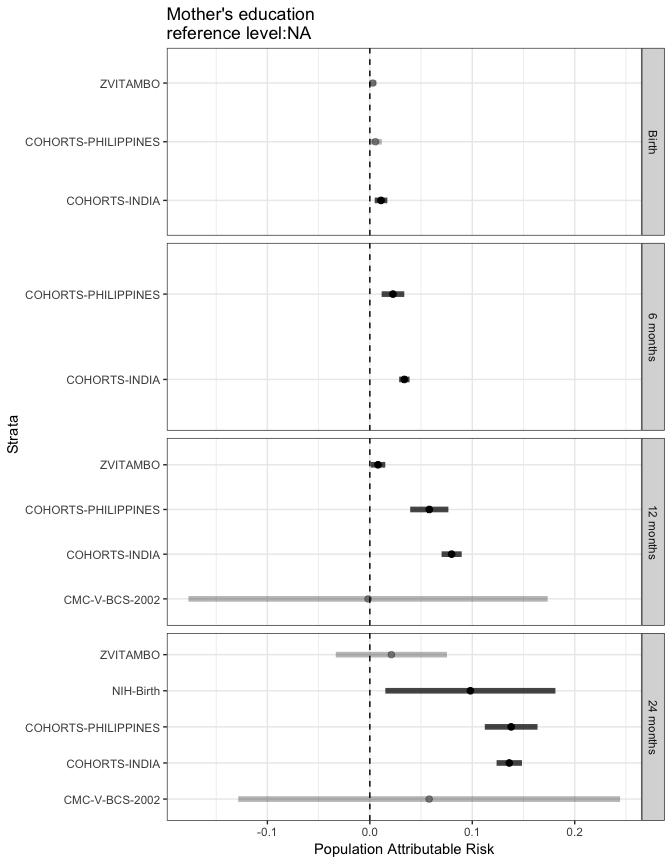 Mother's education
reference level:NA
ZVITAMBO
COHORTS-PHILIPPINES
COHORTS-INDIA
Birth
COHORTS-PHILIPPINES
COHORTS-INDIA
6 months
ZVITAMBO
COHORTS-PHILIPPINES
COHORTS-INDIA
CMC-V-BCS-2002
12 months
ZVITAMBO
NIH-Birth
COHORTS-PHILIPPINES
COHORTS-INDIA
CMC-V-BCS-2002
24 months
Strata
-0.1 0.0 0.1 0.2
Population Attributable Risk